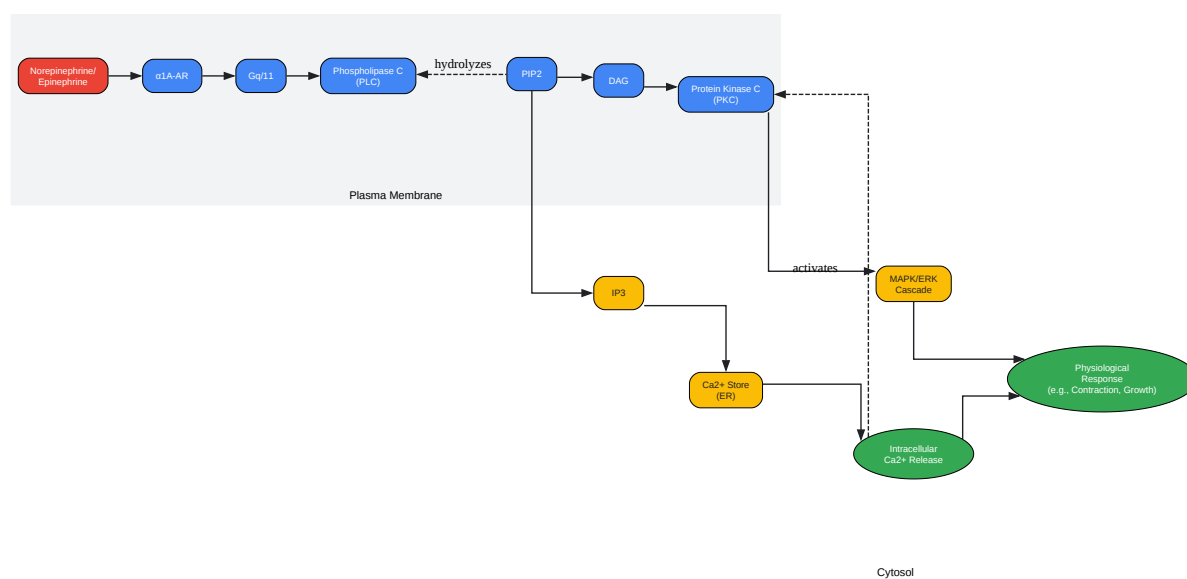 Norepinephrine/
Epinephrine
α1A-AR
Gq/11
Phospholipase C
(PLC)
hydrolyzes
PIP2
DAG
Protein Kinase C
(PKC)
Plasma Membrane
IP3
activates
MAPK/ERK
Cascade
Ca2+ Store
(ER)
Physiological
Response
(e.g., Contraction, Growth)
Intracellular
Ca2+ Release
Cytosol